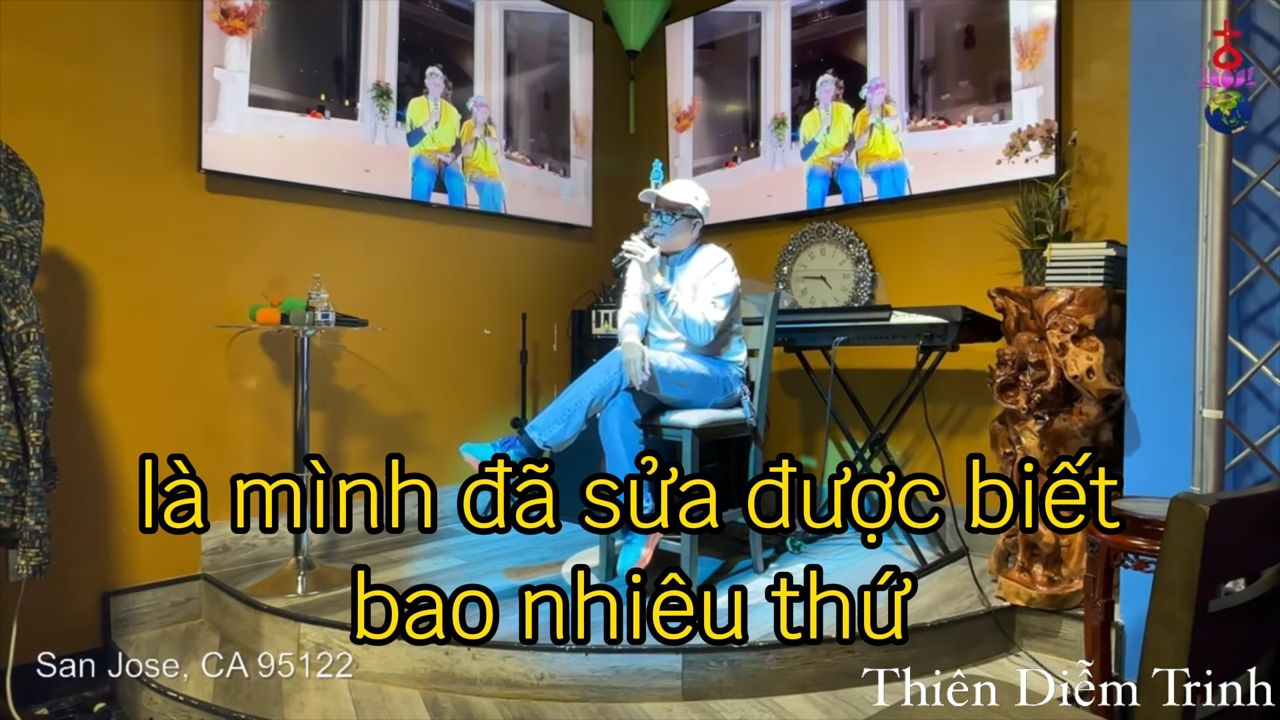 là mình đã sửa được biết
bao nhiêu thứ
San Jose, CA 95122
Thiên Diễm Trinh